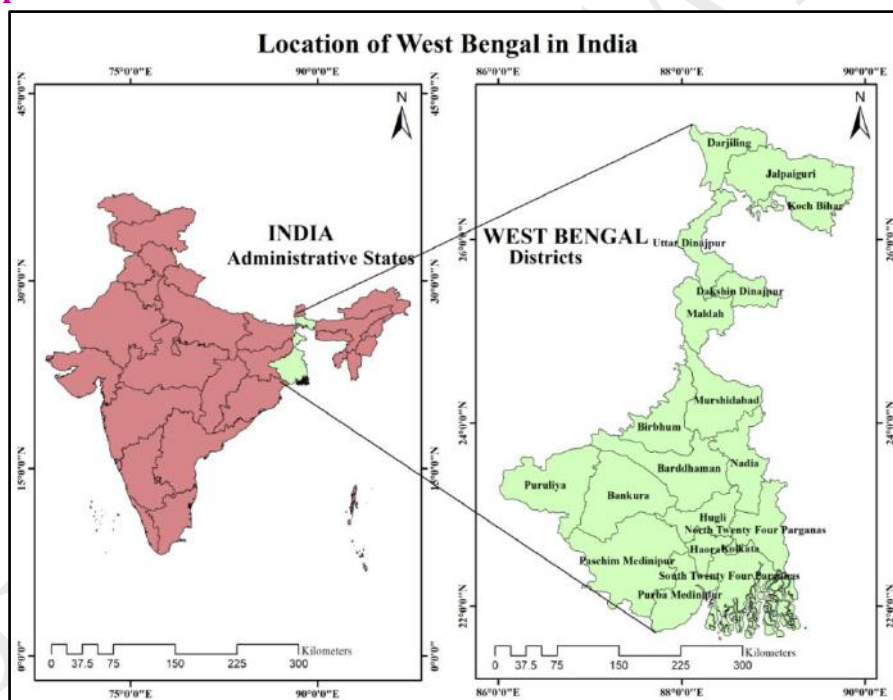 Location of West Bengal in India
75°0'0"E
90°0'0"E
86°0'0"E
88°0'0"E
90°0'0"E
45°0'0"N
30°0'0"N
15°0'0"N
0°0'0"
45°0'0"N
30°0'0"N
15°0'0"N
0°0'0"
N
INDIA
Administrative States
Kilometers
0 37.5 75 150 225 300
75°0'0"E
90°0'0"E
26°0'0"N
24°0'0"N
22°0'0"N
26°0'0"N
24°0'0"N
22°0'0"N
N
WEST BENGAL
Districts
Darjiling
Jalpaiguri
Koch Bihar
Uttar Dinajpur
Dakshin Dinajpur
Maldah
Murshidabad
Birbhum
Barddhaman
Nadia
Puruliya
Bankura
Hugli
North Twenty Four Parganas
Haora
Kolkata
Paschim Medinipur
South Twenty Four Parganas
Purba Medinipur
Kilometers
0 37.5 75 150 225 300
86°0'0"E
88°0'0"E
90°0'0"E